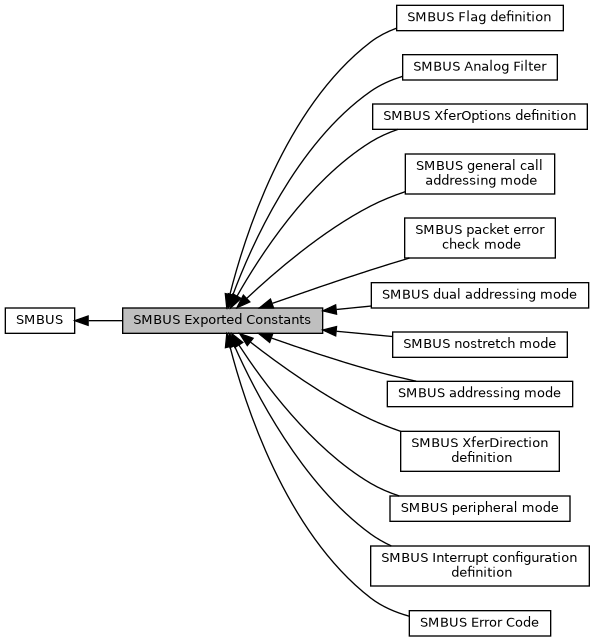 SMBUS Flag definition
SMBUS Analog Filter
SMBUS XferOptions definition
SMBUS general call
addressing mode
SMBUS packet error
check mode
SMBUS dual addressing mode
SMBUS
SMBUS Exported Constants
SMBUS nostretch mode
SMBUS addressing mode
SMBUS XferDirection
definition
SMBUS peripheral mode
SMBUS Interrupt configuration
definition
SMBUS Error Code